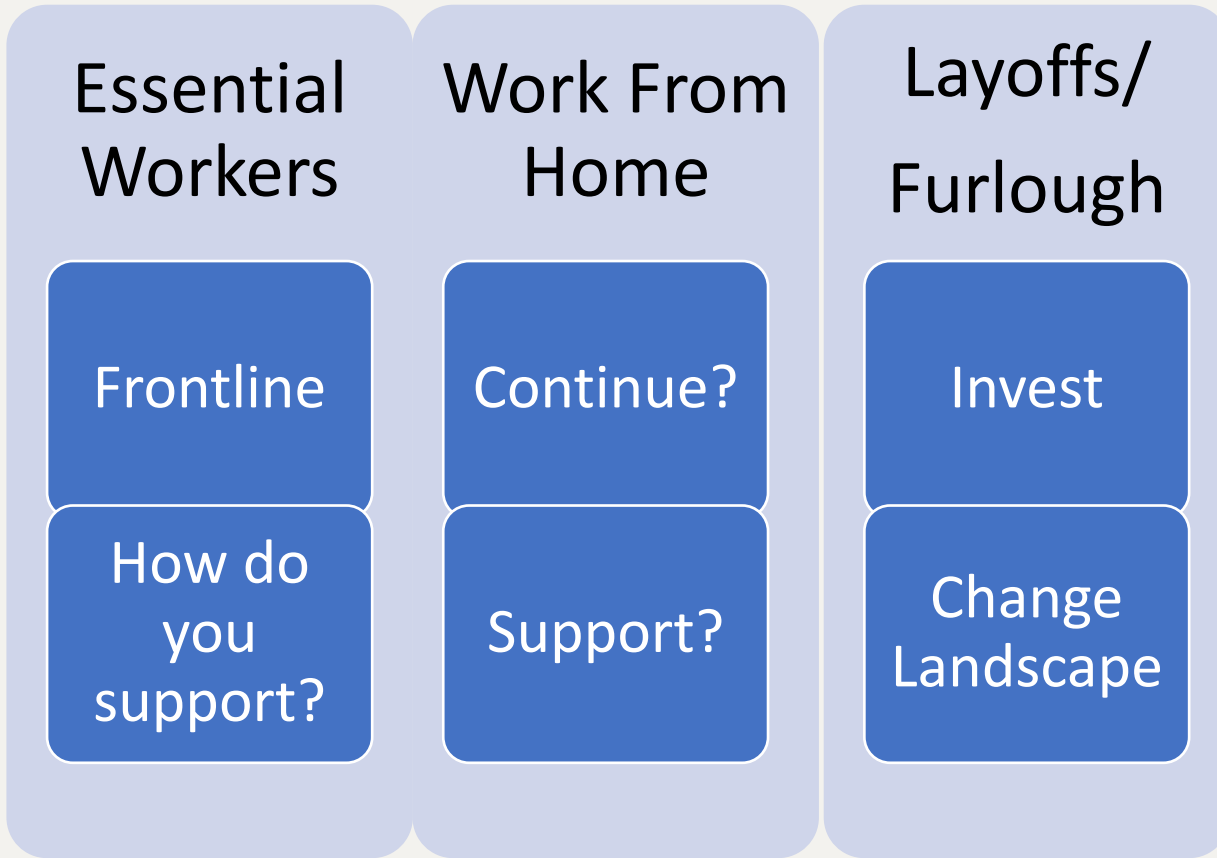 Essential
Workers
Frontline
How do
you
support?
Work From
Home
Continue?
Support?
Layoffs/
Furlough
Invest
Change
Landscape